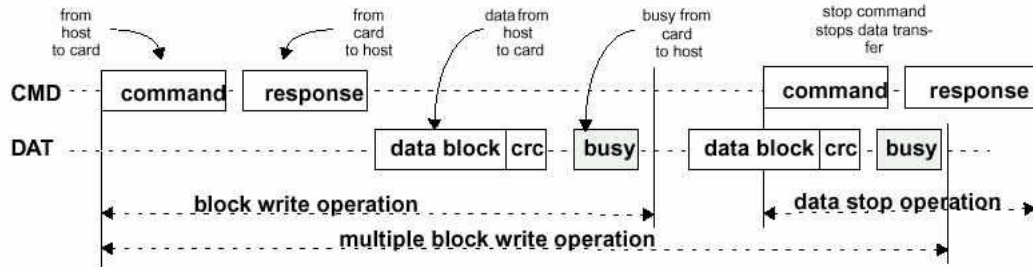 from
host
to card
from
card
to host
data from
host
to card
busy from
card
to host
stop command
stops data trans-
fer
CMD command response command response
DAT data block crc busy data block crc busy
block write operation data stop operation
multiple block write operation